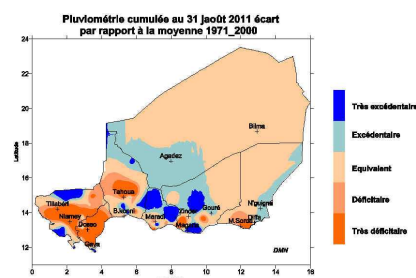 Pluviométrie cumulée au 31 jaoût 2011 écart
par rapport à la moyenne 1971_2000
24
22
20
18
16
14
12
Latitude
0
2
4
6
8
10
12
14
16
Bilma
Agadez
Tahoua
Tillabéri
Niamey
Dosso
Gaya
B.konni
Maradi
Magaria
Gouré
M.Soroa
N'guigmi
Diffa
DMN
Très excédentaire
Excédentaire
Equivalent
Déficitaire
Très déficitaire